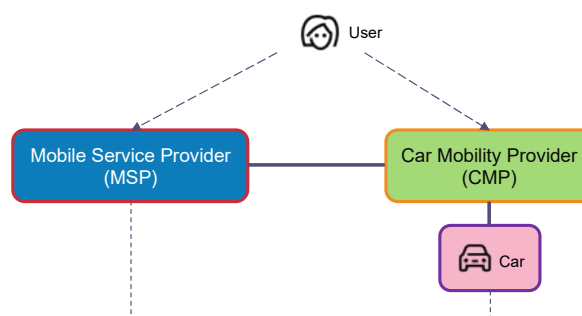 User
Mobile Service Provider
(MSP)
Car Mobility Provider
(CMP)
Car